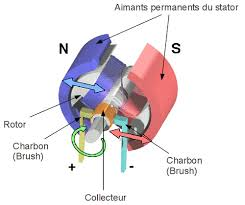 Aimants permanents du stator
N
S
Rotor
Charbon
(Brush)
+
-
Charbon
(Brush)
Collecteur